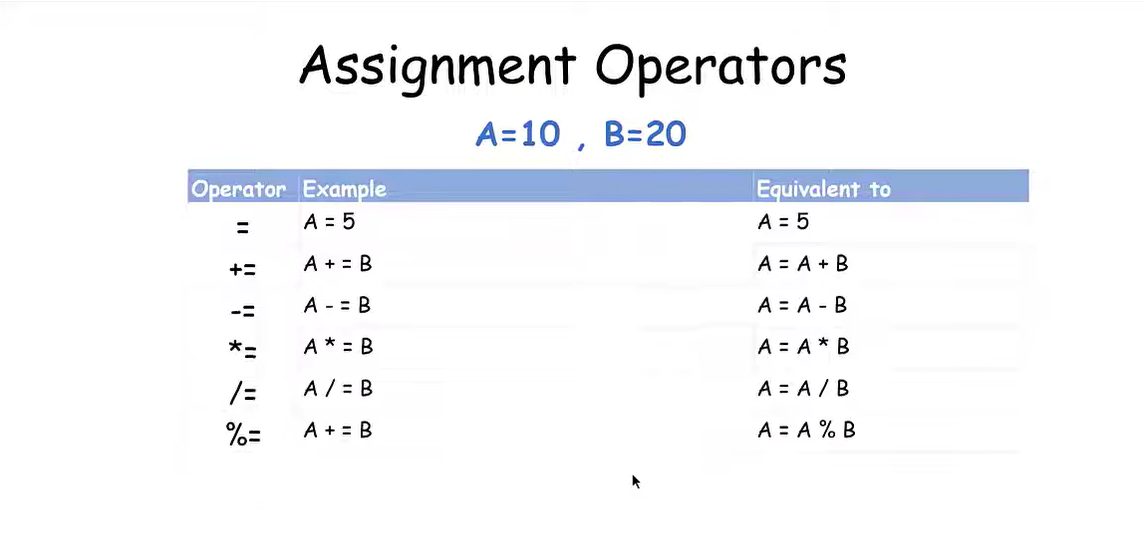 Assignment Operators
A=10 , B=20
Operator Example Equivalent to
= A = 5 A = 5
+= A + = B A = A + B
-= A - = B A = A - B
*= A * = B A = A * B
/= A / = B A = A / B
%= A + = B A = A % B